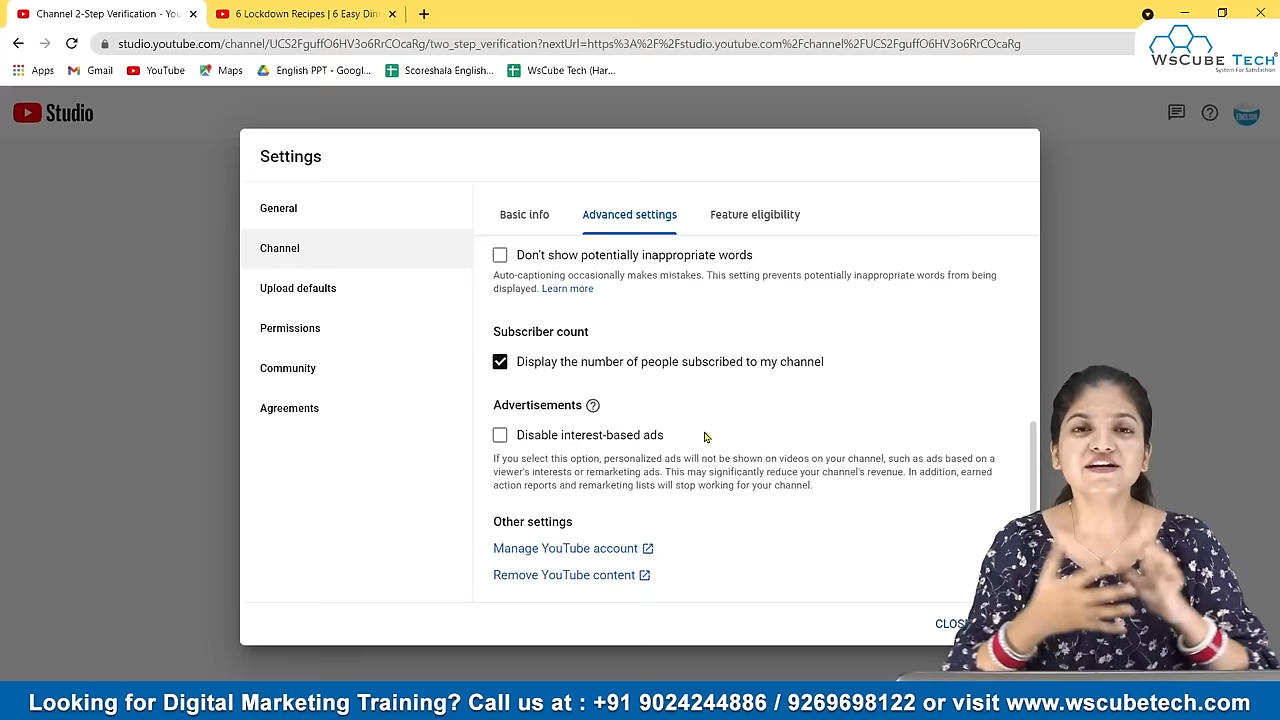 Channel 2-Step Verification - You
6 Lockdown Recipes | 6 Easy Din
studio.youtube.com/channel/UCS2FguffO6HV3o6RrCOcaRg/two_step_verification?nextUrl=https%3A%2F%2Fstudio.youtube.com%2Fchannel%2FUCS2FguffO6HV3o6RrCOcaRg
WsCube Tech
System For Satisfaction
Apps Gmail YouTube Maps English PPT - Googl... Scoreshala English... WsCube Tech (Har...
Studio
ENGLISH
Settings
General
Channel
Upload defaults
Permissions
Community
Agreements
Basic info Advanced settings Feature eligibility
Don't show potentially inappropriate words
Auto-captioning occasionally makes mistakes. This setting prevents potentially inappropriate words from being
displayed. Learn more
Subscriber count
Display the number of people subscribed to my channel
Advertisements
Disable interest-based ads
If you select this option, personalized ads will not be shown on videos on your channel, such as ads based on a
viewer's interests or remarketing ads. This may significantly reduce your channel's revenue. In addition, earned
action reports and remarketing lists will stop working for your channel.
Other settings
Manage YouTube account
Remove YouTube content
CLOS
Looking for Digital Marketing Training? Call us at : +91 9024244886 / 9269698122 or visit www.wscubetech.com